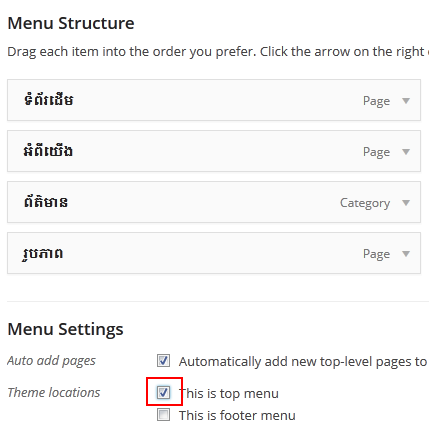 Menu Structure
Drag each item into the order you prefer. Click the arrow on the right
ទំព័រដើម Page
អំពីយើង Page
ព័ត៌មាន Category
រូបភាព Page
Menu Settings
Auto add pages Automatically add new top-level pages to
Theme locations This is top menu
This is footer menu